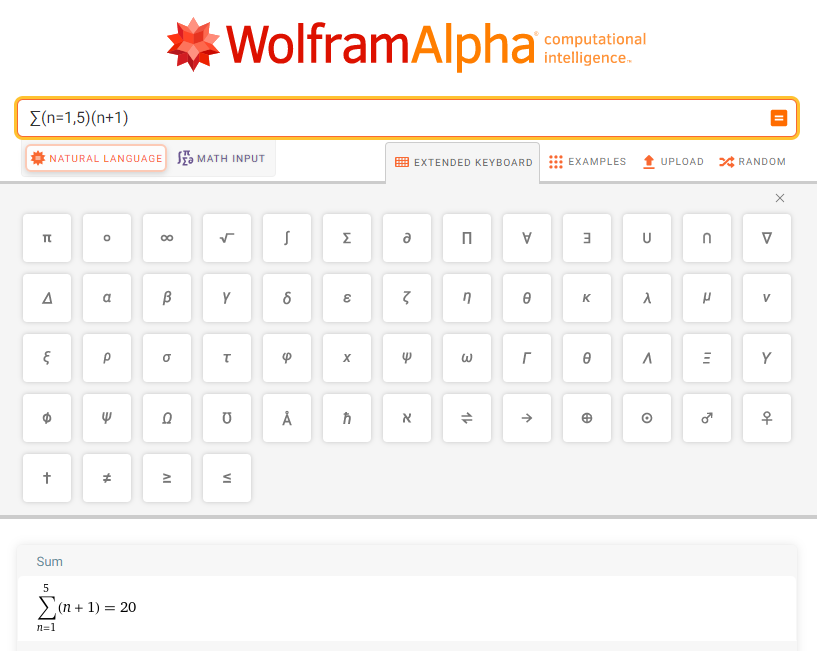 WolframAlpha computational
intelligence™
∑(n=1,5)(n+1)
NATURAL LANGUAGE ∫π∑∂ MATH INPUT EXTENDED KEYBOARD EXAMPLES UPLOAD RANDOM
π ∘ ∞ √ ∫ Σ ∂ ∏ ∀ ∃ ∪ ∩ ∇
Δ α β γ δ ε ζ η θ κ λ μ ν
ξ ρ σ τ φ χ ψ ω Γ θ Λ Ξ Υ
Φ Ψ Ω ℧ Å ℏ ℵ ⇌ → ⊕ ⊙ ♂ ♀
† ≠ ≥ ≤
Sum
5
∑(n + 1) = 20
n=1